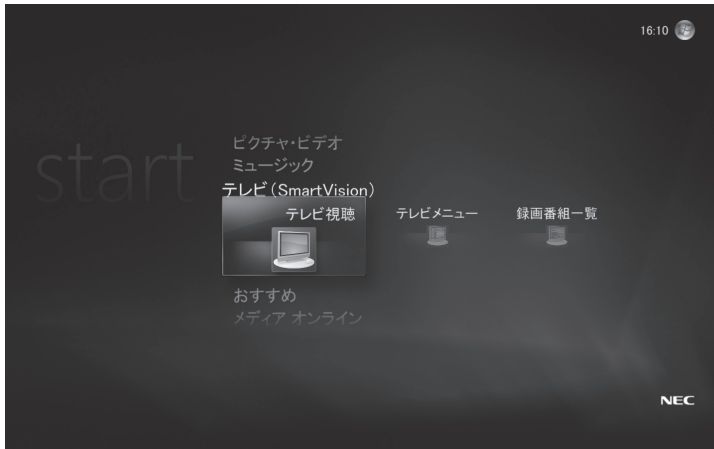 16:10
start
ピクチャ・ビデオ
ミュージック
テレビ（SmartVision）
テレビ視聴
テレビメニュー
録画番組一覧
おすすめ
メディア オンライン
NEC